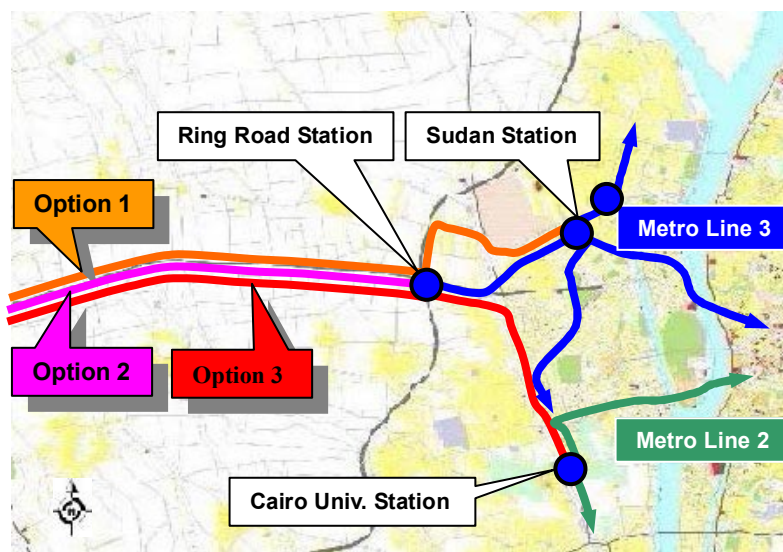 Ring Road Station
Sudan Station
Option 1
Metro Line 3
Option 2
Option 3
Metro Line 2
Cairo Univ. Station